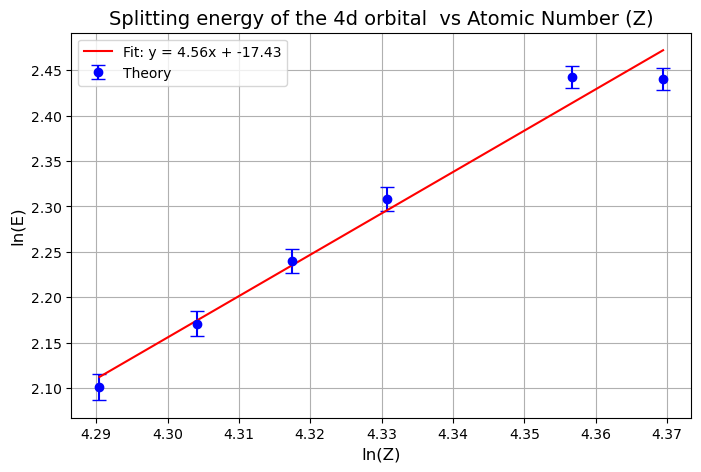 Splitting energy of the 4d orbital  vs Atomic Number (Z)
Fit: y = 4.56x + -17.43
Theory
ln(E)
2.45
2.40
2.35
2.30
2.25
2.20
2.15
2.10
4.29 4.30 4.31 4.32 4.33 4.34 4.35 4.36 4.37
ln(Z)